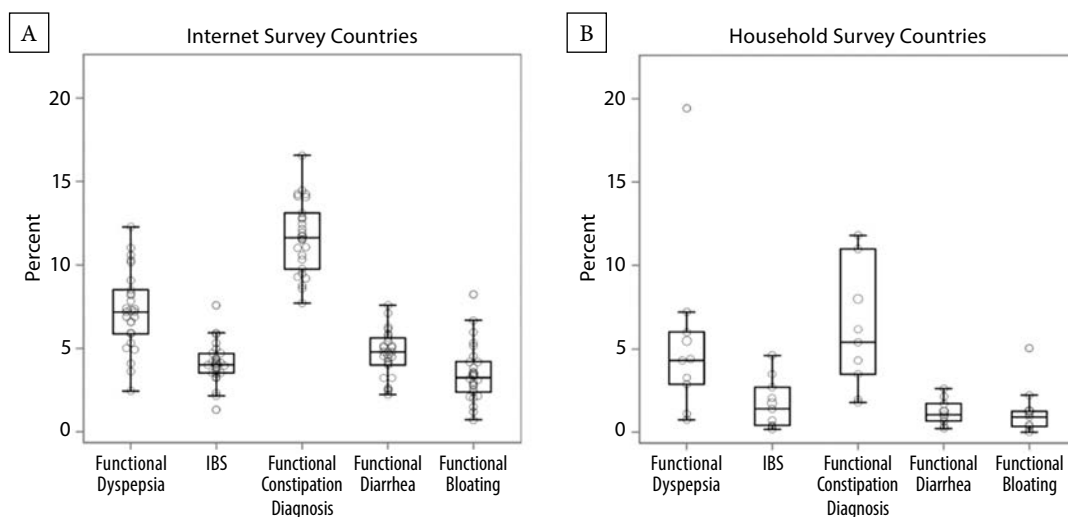 A
Internet Survey Countries
Percent
20
15
10
5
0
Functional
Dyspepsia
IBS
Functional
Constipation
Diagnosis
Functional
Diarrhea
Functional
Bloating
B
Household Survey Countries
Percent
20
15
10
5
0
Functional
Dyspepsia
IBS
Functional
Constipation
Diagnosis
Functional
Diarrhea
Functional
Bloating